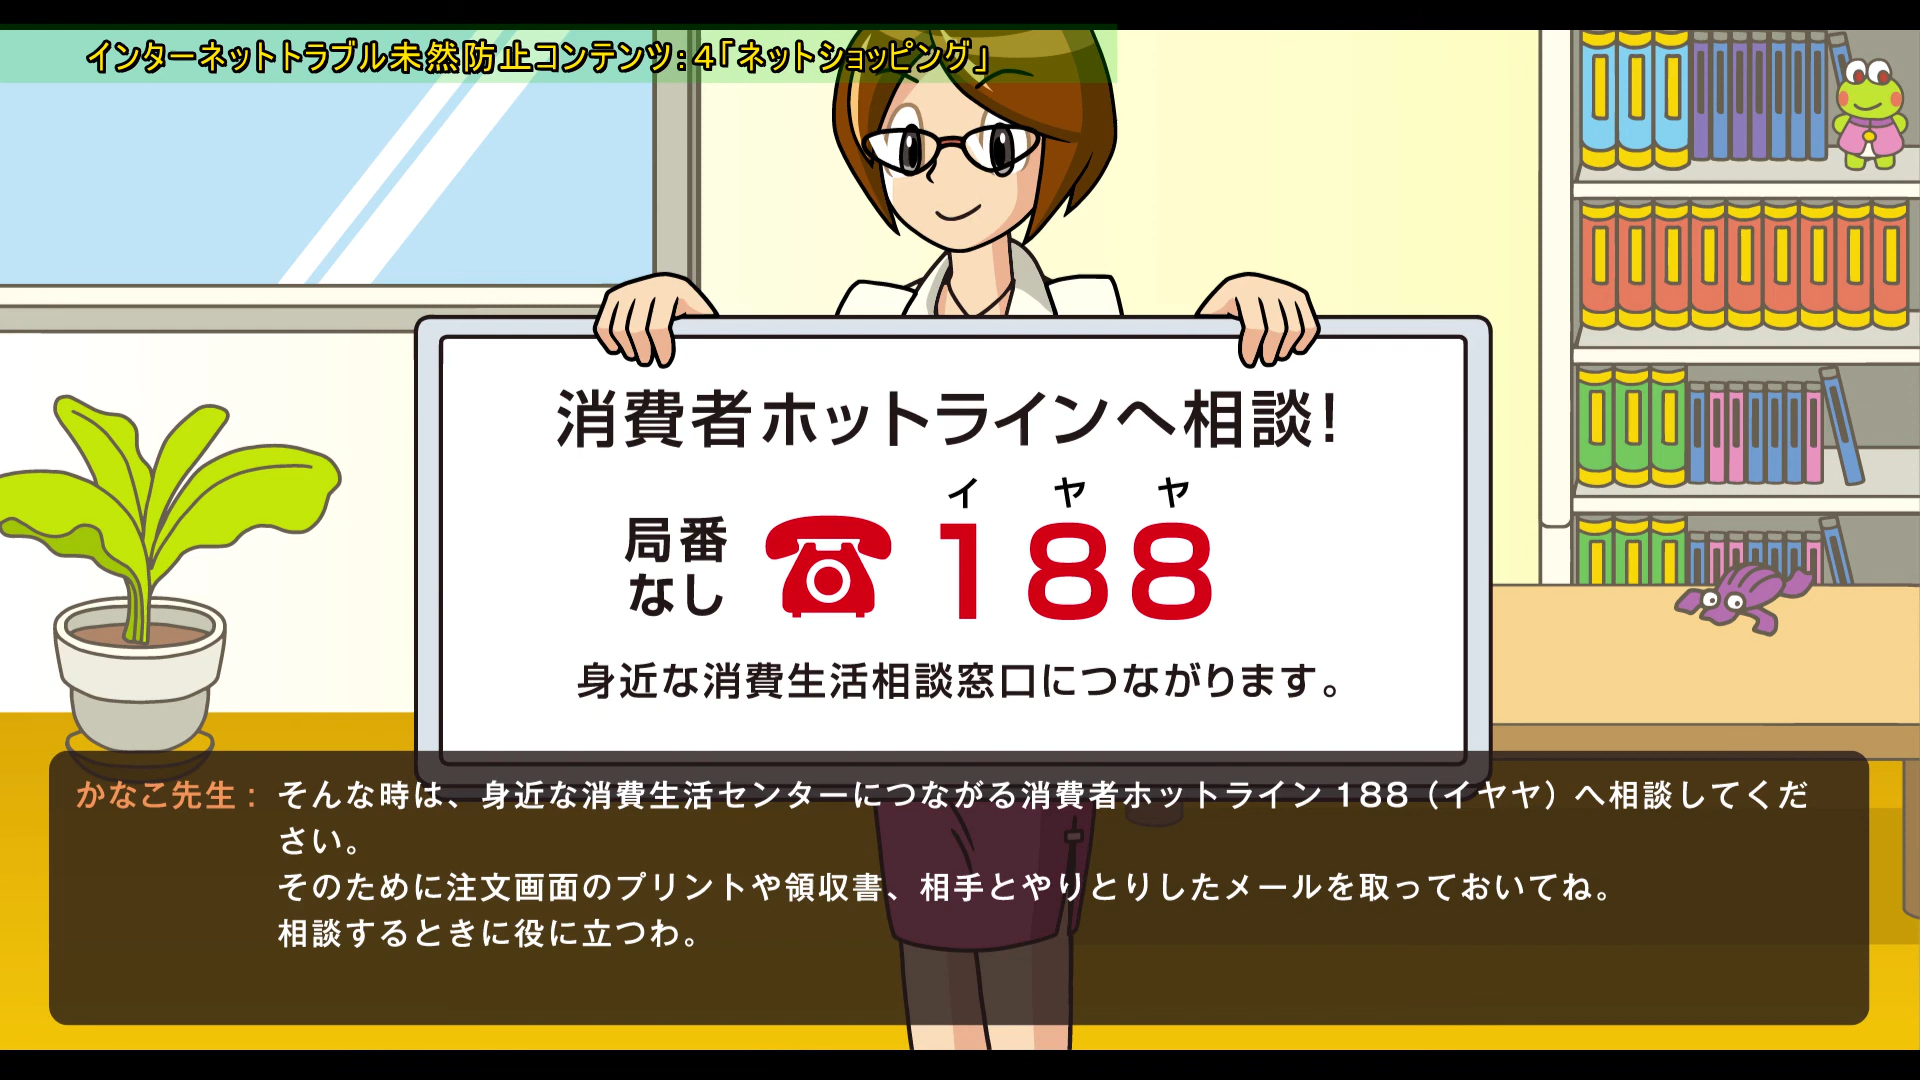 インターネットトラブル未然防止コンテンツ:4「ネットショッピング」
消費者ホットラインへ相談!
イ ヤ ヤ
局番
なし
188
身近な消費生活相談窓口につながります。
かなこ先生:そんな時は、身近な消費生活センターにつながる消費者ホットライン188(イヤヤ)へ相談してくだ
さい。
そのために注文画面のプリントや領収書、相手とやりとりしたメールを取っておいてね。
相談するときに役に立つわ。